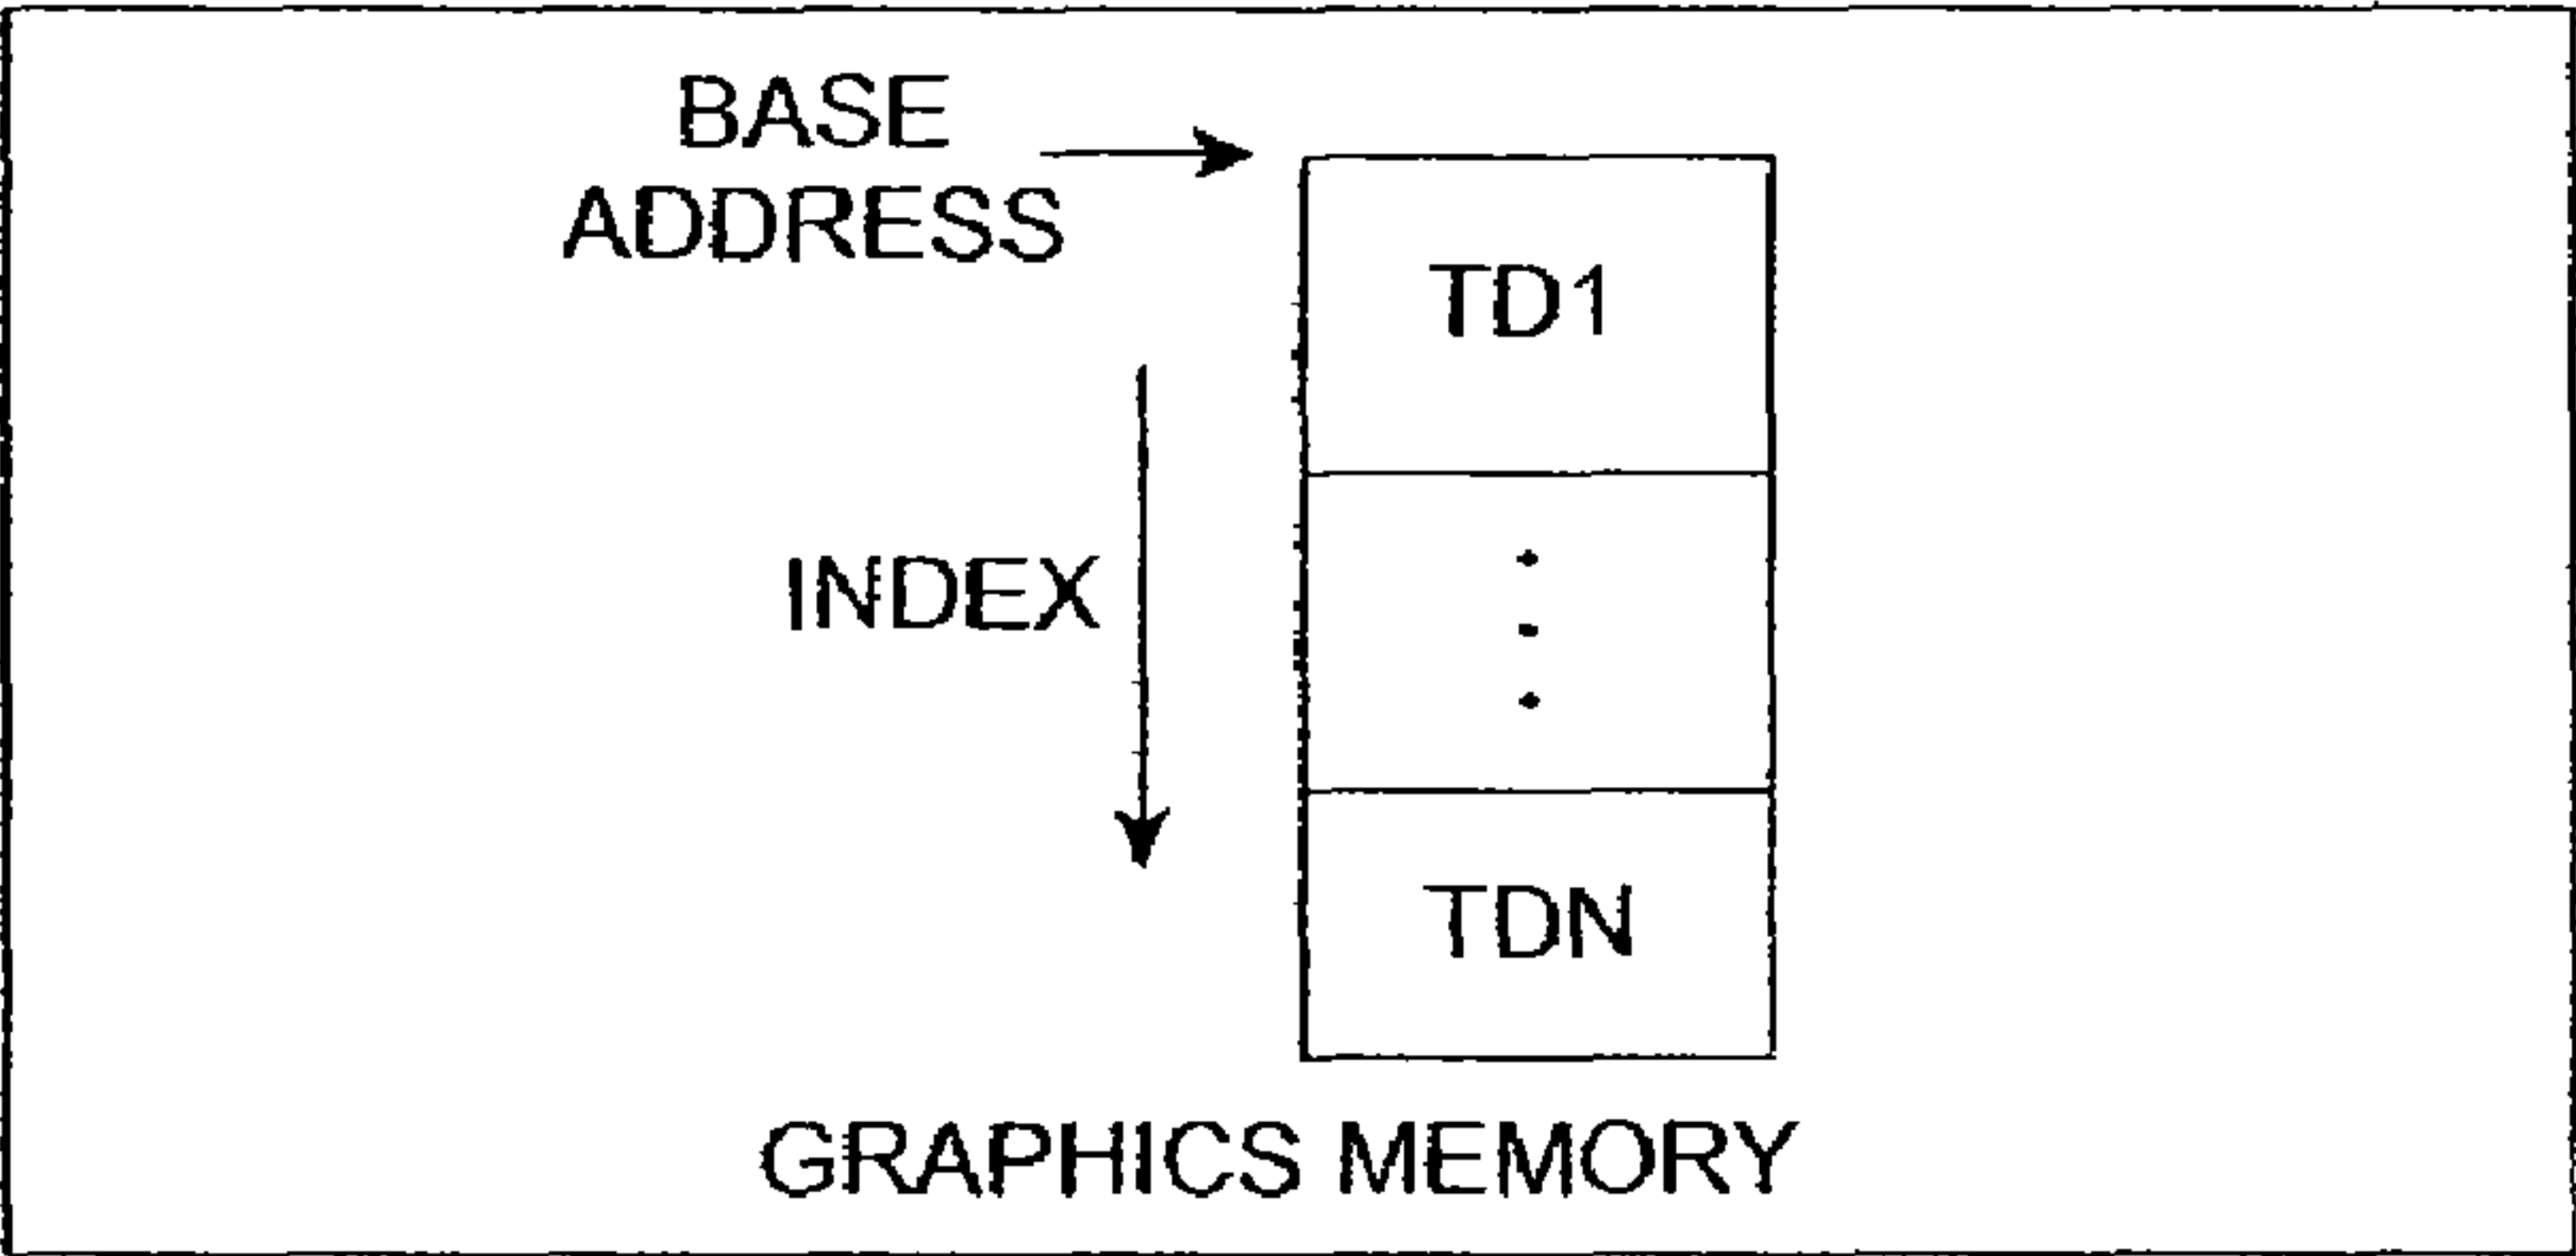 BASE
ADDRESS
TD1
INDEX
TDN
GRAPHICS MEMORY